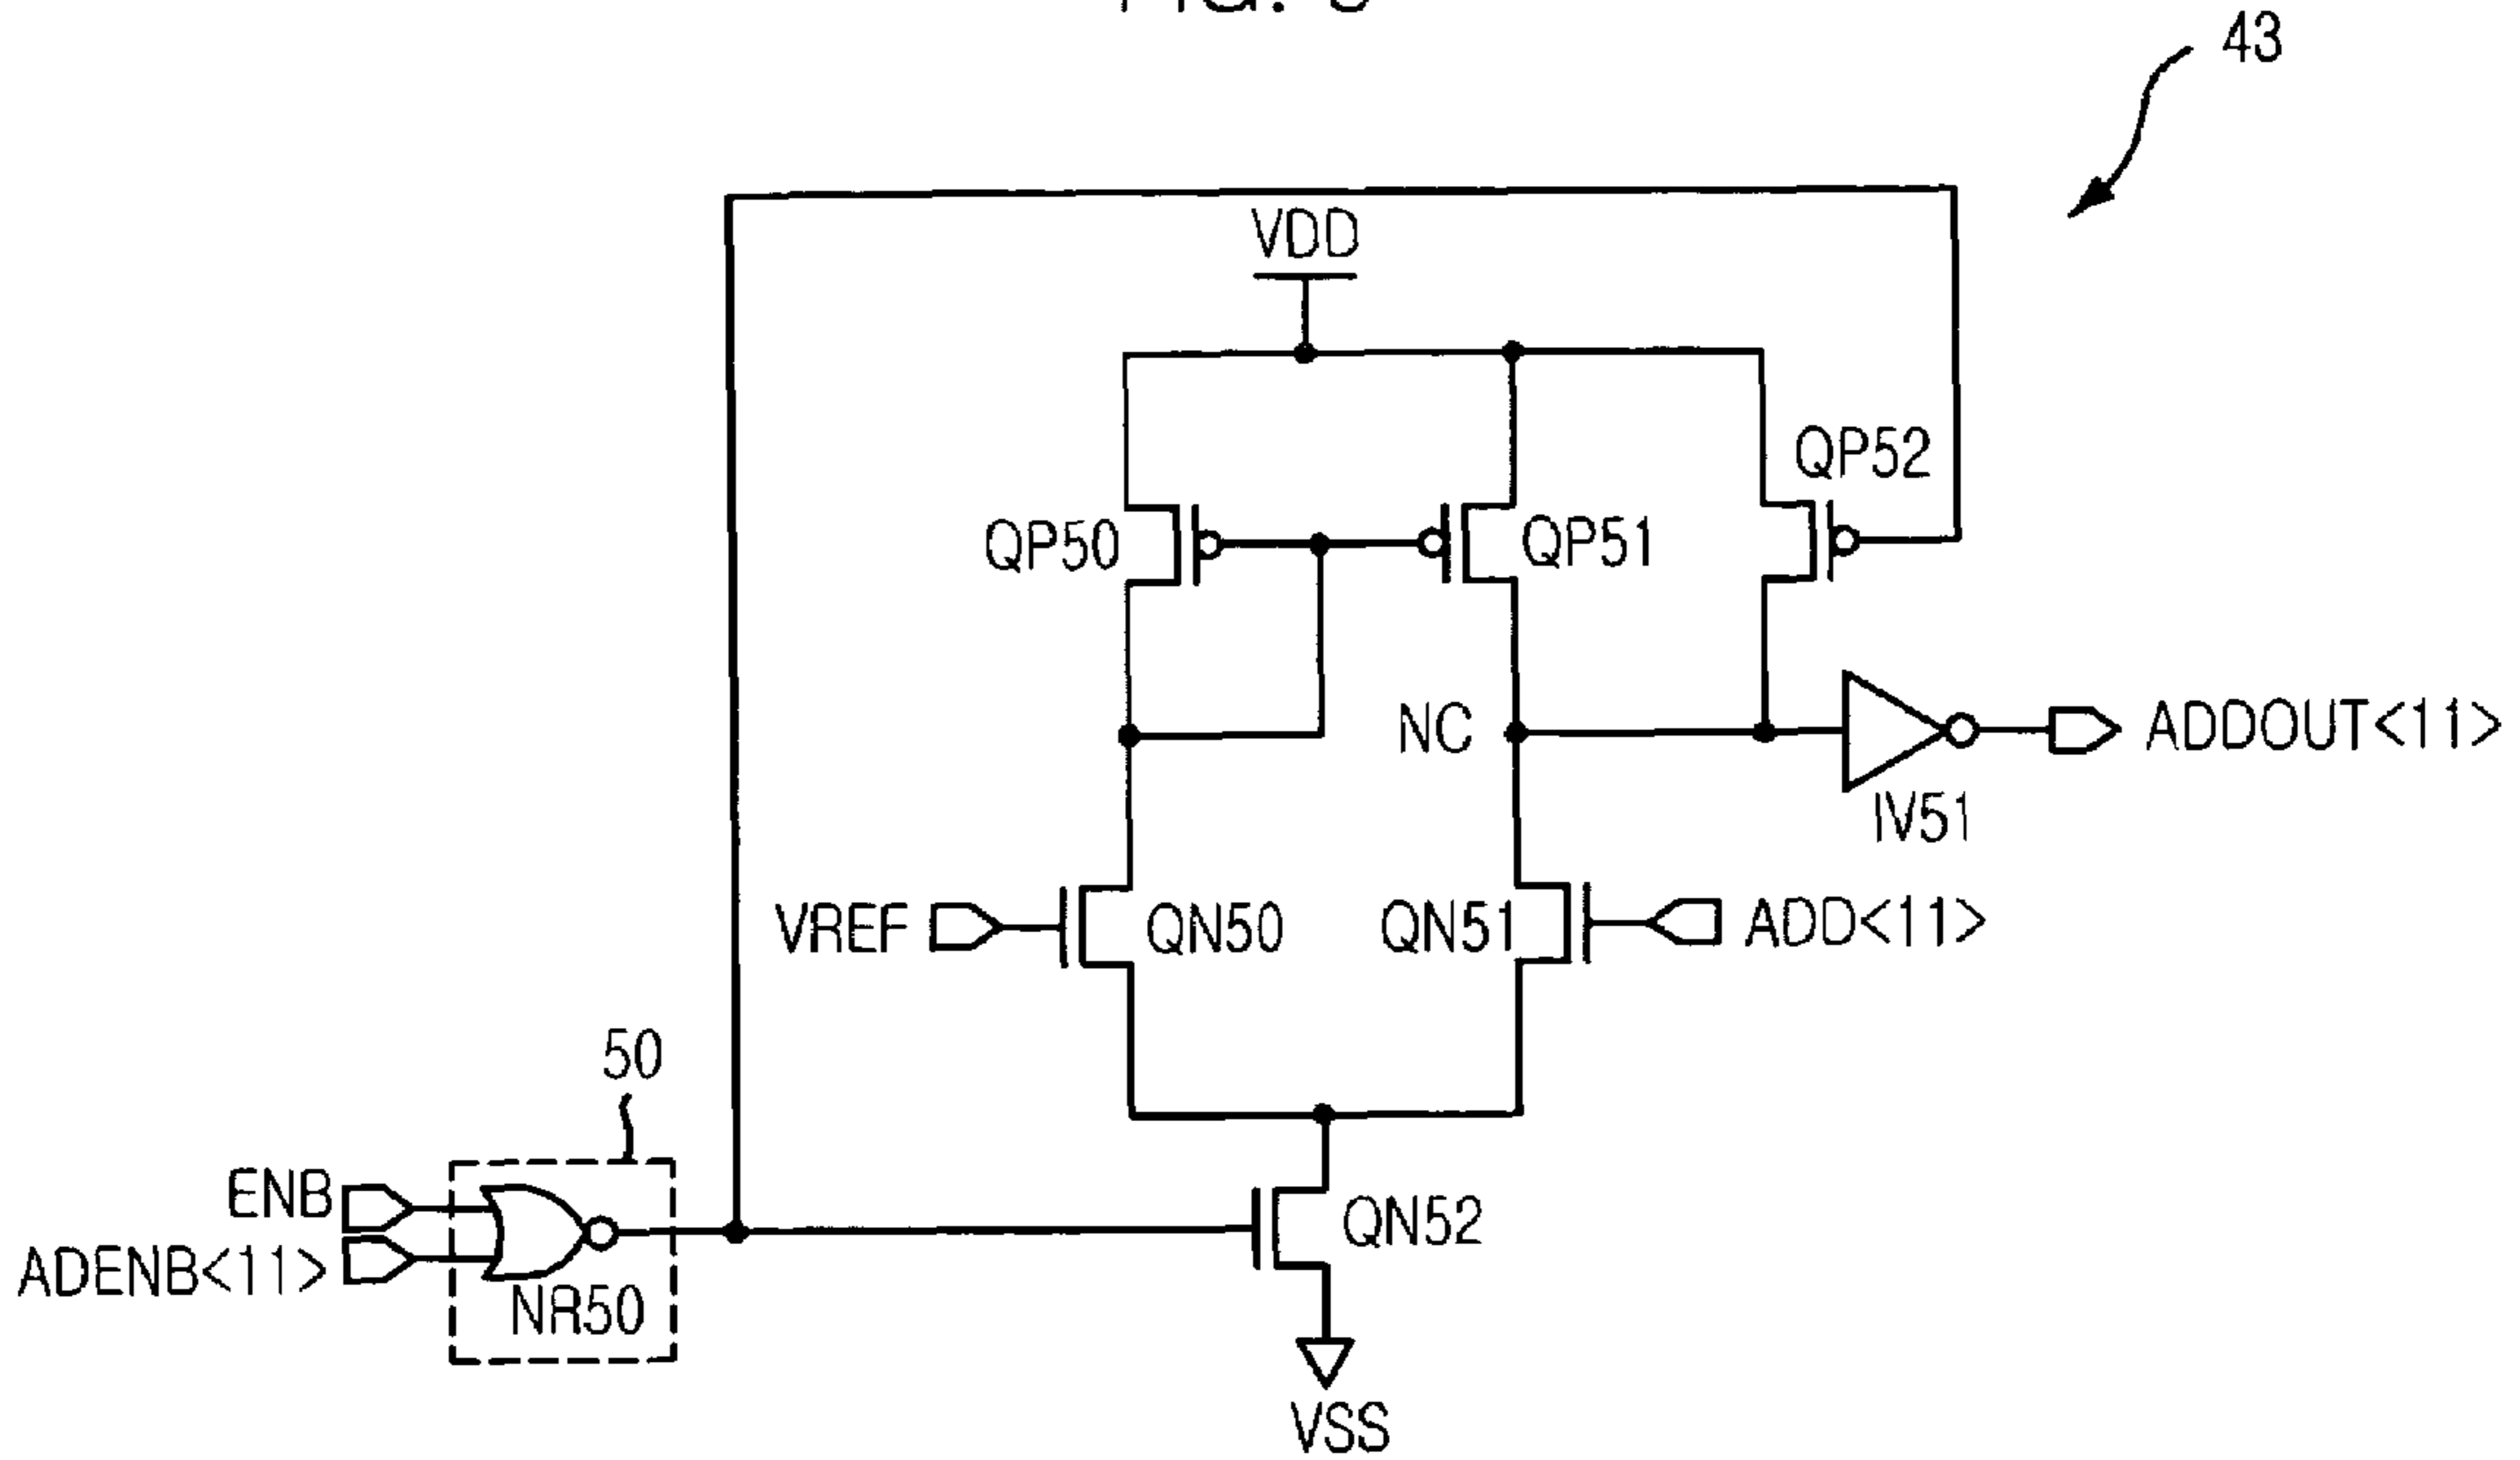 43
VDD
QP52
QP50
QP51
NC
ADDOUT<11>
IV51
VREF
QN50
QN51
ADD<11>
50
ENB
QN52
ADENB<11>
NR50
VSS